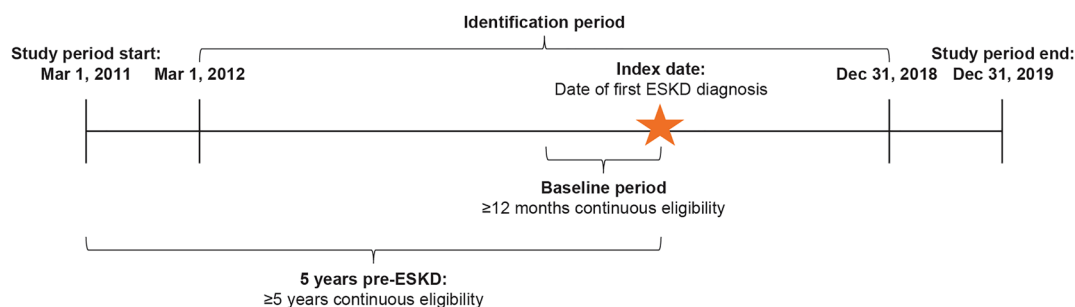 Identification period
Study period start:
Mar 1, 2011
Mar 1, 2012
Index date:
Date of first ESKD diagnosis
Dec 31, 2018
Study period end:
Dec 31, 2019
Baseline period
≥12 months continuous eligibility
5 years pre-ESKD:
≥5 years continuous eligibility